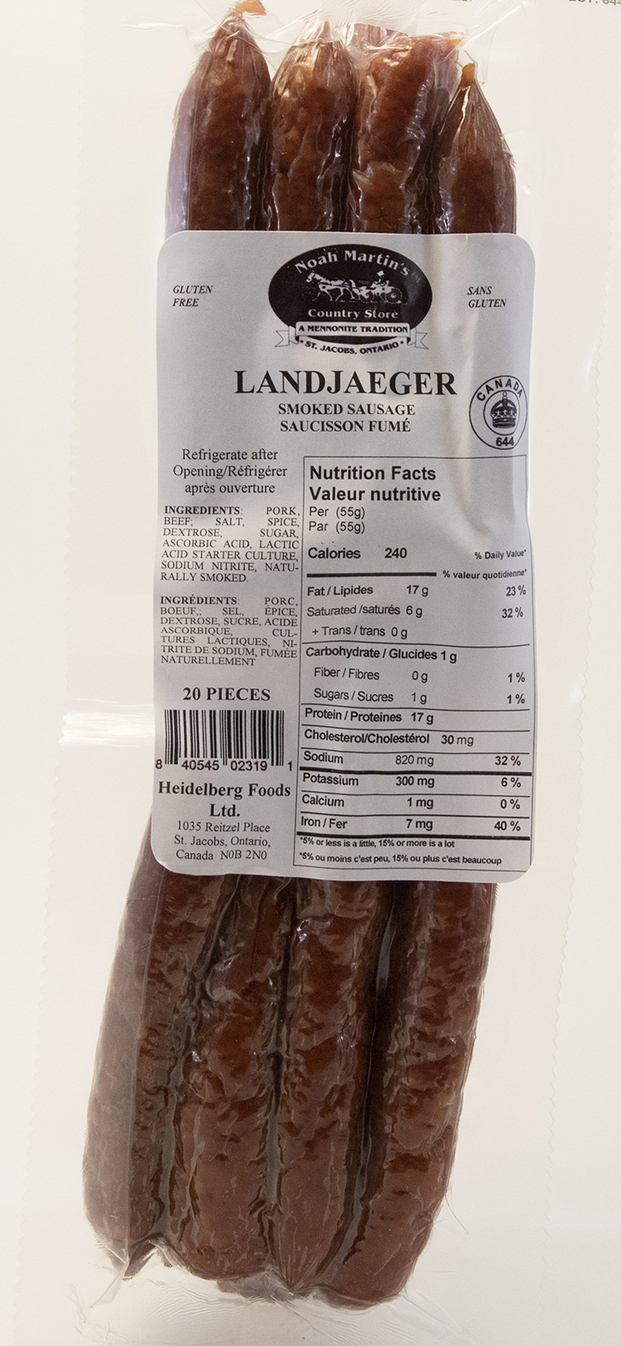 GLUTEN
FREE
Noah Martin's
Country Store
A MENNONITE TRADITION
• ST. JACOBS, ONTARIO •
SANS
GLUTEN
LANDJAEGER
SMOKED SAUSAGE
SAUCISSON FUMÉ
CANADA
644
Refrigerate after
Opening/Réfrigérer
après ouverture
INGREDIENTS: PORK,
BEEF; SALT, SPICE,
DEXTROSE, SUGAR,
ASCORBIC ACID, LACTIC
ACID STARTER CULTURE,
SODIUM NITRITE, NATU-
RALLY SMOKED.
INGRÉDIENTS: PORC,
BOEUF,; SEL, ÉPICE,
DEXTROSE, SUCRE, ACIDE
ASCORBIQUE, CUL-
TURES LACTIQUES, NI-
TRITE DE SODIUM, FUMÉE
NATURELLEMENT
20 PIECES
8 40545 02319 1
Heidelberg Foods
Ltd.
1035 Reitzel Place
St. Jacobs, Ontario,
Canada N0B 2N0
Nutrition Facts
Valeur nutritive
Per (55g)
Par (55g)
Calories 240 % Daily Value*
% valeur quotidienne*
Fat / Lipides 17 g 23 %
Saturated /saturés 6 g 32 %
+ Trans / trans 0 g
Carbohydrate / Glucides 1 g
Fiber / Fibres 0 g 1 %
Sugars / Sucres 1 g 1 %
Protein / Proteines 17 g
Cholesterol/Cholestérol 30 mg
Sodium 820 mg 32 %
Potassium 300 mg 6 %
Calcium 1 mg 0 %
Iron / Fer 7 mg 40 %
*5% or less is a little, 15% or more is a lot
*5% ou moins c'est peu, 15% ou plus c'est beaucoup